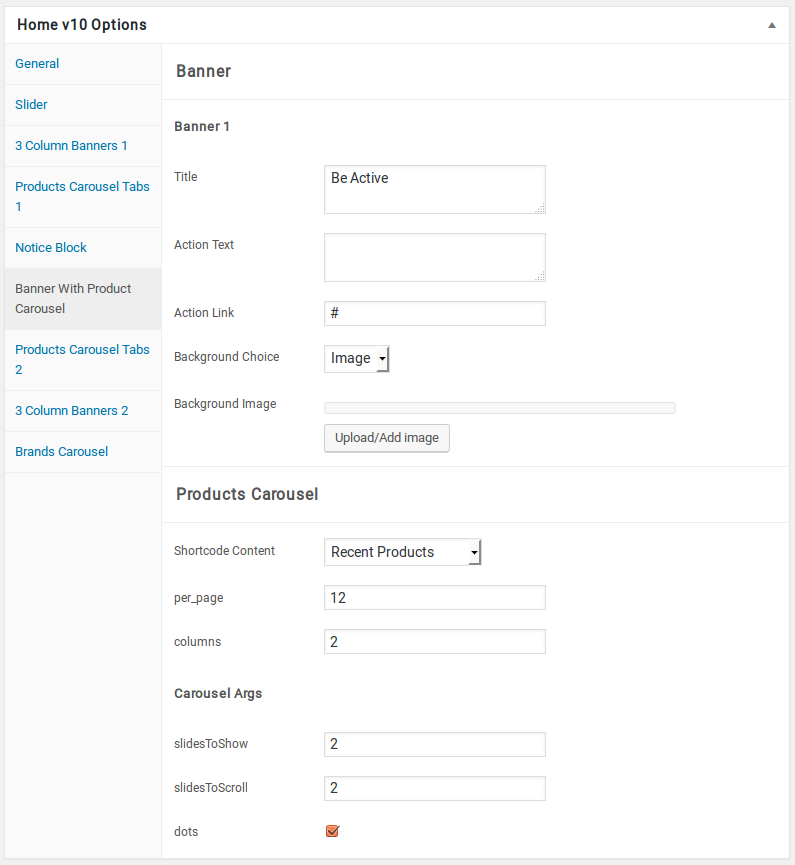 Home v10 Options
General
Slider
3 Column Banners 1
Products Carousel Tabs
1
Notice Block
Banner With Product
Carousel
Products Carousel Tabs
2
3 Column Banners 2
Brands Carousel
Banner
Banner 1
Title
Be Active
Action Text
Action Link
#
Background Choice
Image
Background Image
Upload/Add image
Products Carousel
Shortcode Content
Recent Products
per_page
12
columns
2
Carousel Args
slidesToShow
2
slidesToScroll
2
dots